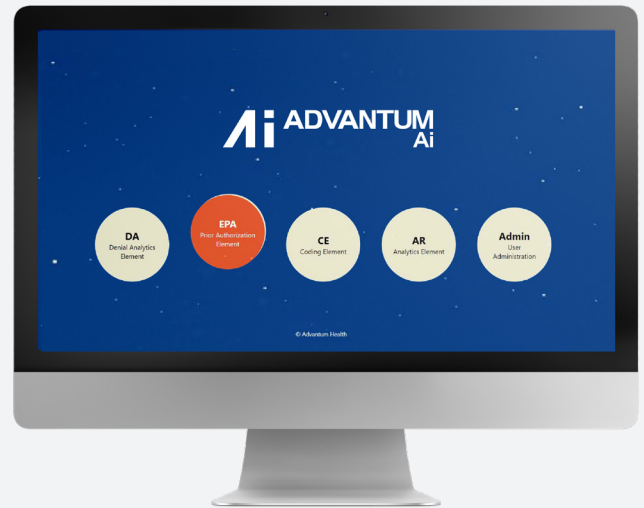 Ai ADVANTUM
Ai
DA
Denial Analytics
Element
EPA
Prior Authorization
Element
CE
Coding Element
AR
Analytics Element
Admin
User
Administration
© Advantum Health